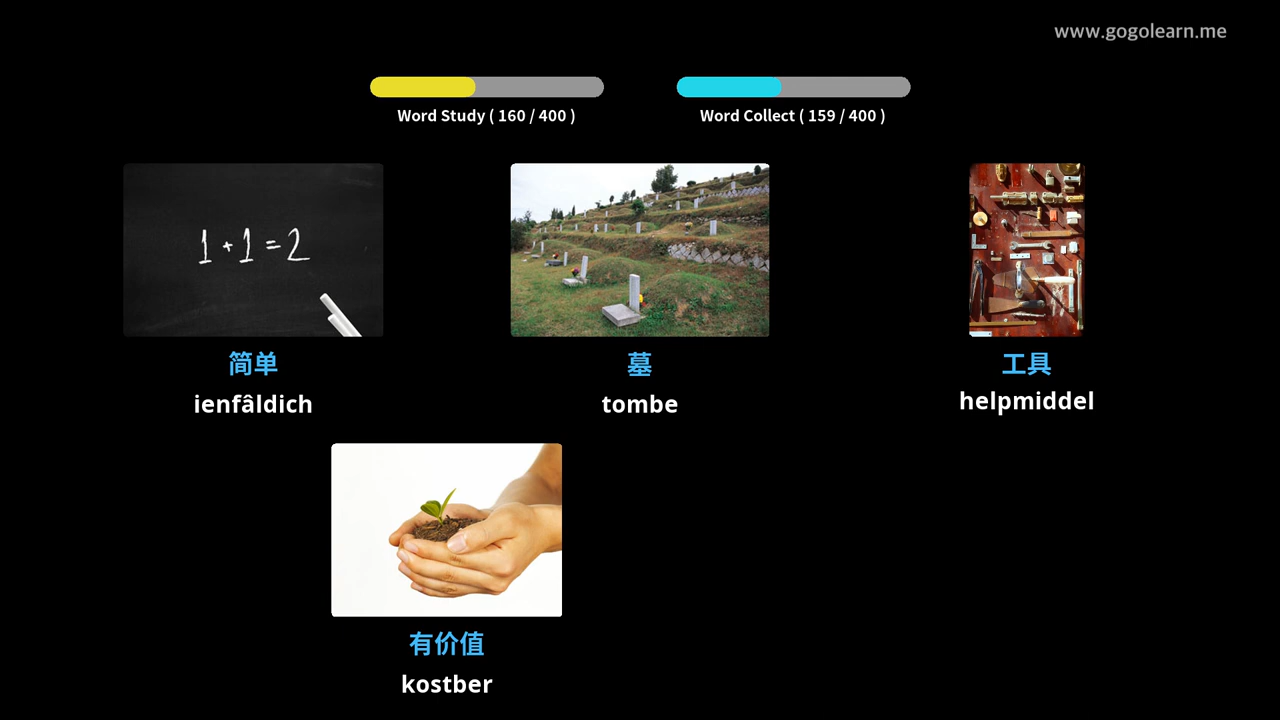 www.gogolearn.me
Word Study ( 160 / 400 )
Word Collect ( 159 / 400 )
1 + 1 = 2
简单
ienfâldich
墓
tombe
工具
helpmiddel
有价值
kostber